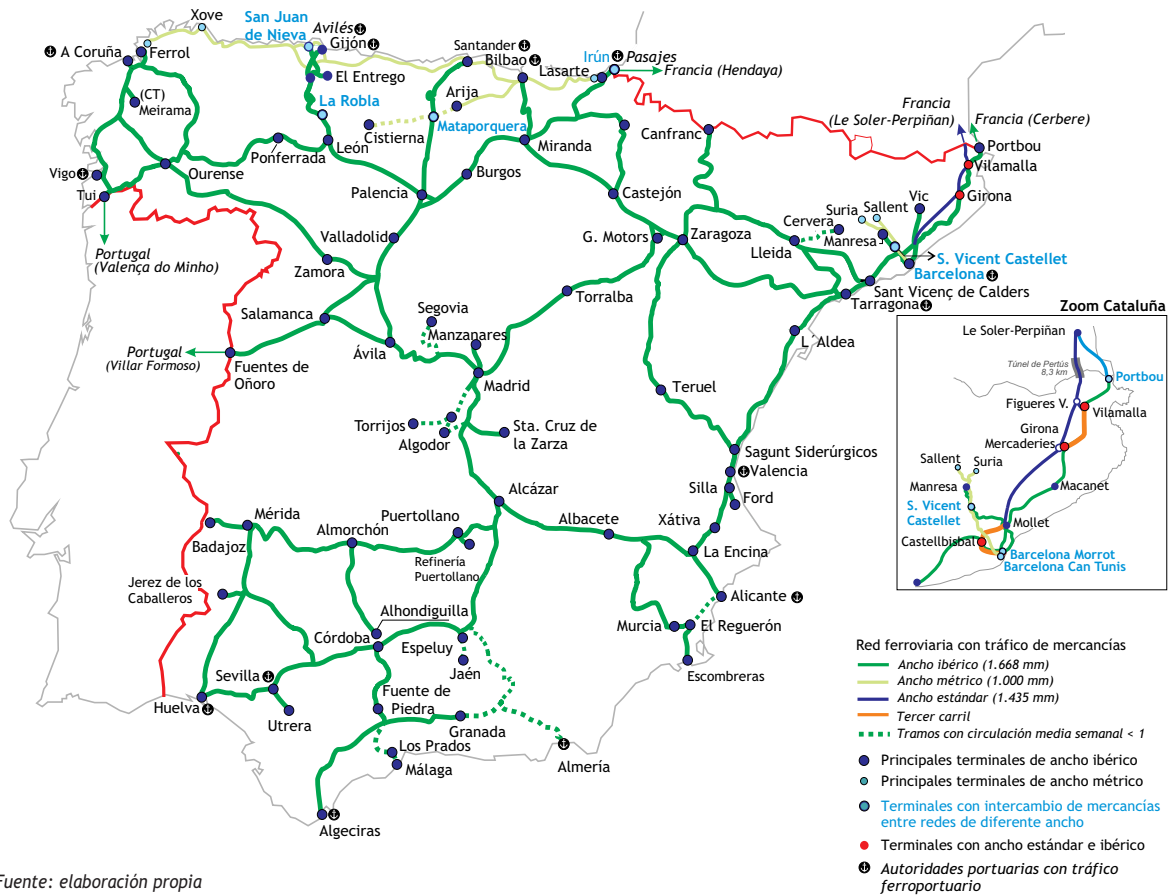 Xove
San Juan
de Nieva
Avilés
Gijón
A Coruña
Ferrol
El Entrego
(CT)
Meirama
La Robla
Santander
Bilbao
Lasarte
Irún
Pasajes
Francia (Hendaya)
Arija
Cistierna
Mataporquera
Ponferrada
León
Miranda
Canfranc
Francia
(Le Soler-Perpiñan)
Francia (Cerbere)
Portbou
Vilamalla
Girona
Vigo
Tui
Ourense
Palencia
Burgos
Castejón
Portugal
(Valença do Minho)
Valladolid
Zamora
G. Motors
Zaragoza
Cervera
Lleida
Suria
Sallent
Vic
Manresa
S. Vicent Castellet
Barcelona
Sant Vicenç de Calders
Tarragona
Salamanca
Segovia
Manzanares
Torralba
L´Aldea
Portugal
(Villar Formoso)
Fuentes de
Oñoro
Ávila
Madrid
Teruel
Torrijos
Algodor
Sta. Cruz de
la Zarza
Sagunt Siderúrgicos
Valencia
Silla
Ford
Alcázar
Mérida
Badajoz
Almorchón
Puertollano
Refinería
Puertollano
Albacete
Xátiva
La Encina
Jerez de los
Caballeros
Alhondiguilla
Córdoba
Espeluy
Jaén
Alicante
Murcia
El Reguerón
Escombreras
Sevilla
Huelva
Utrera
Fuente de
Piedra
Granada
Los Prados
Málaga
Almería
Algeciras
Zoom Cataluña
Le Soler-Perpiñan
Túnel de Pertús
8,3 km
Portbou
Figueres V.
Vilamalla
Girona
Mercaderies
Sallent
Suria
Manresa
Macanet
S. Vicent
Castellet
Mollet
Castellbisbal
Barcelona Morrot
Barcelona Can Tunis
Red ferroviaria con tráfico de mercancías
Ancho ibérico (1.668 mm)
Ancho métrico (1.000 mm)
Ancho estándar (1.435 mm)
Tercer carril
Tramos con circulación media semanal < 1
Principales terminales de ancho ibérico
Principales terminales de ancho métrico
Terminales con intercambio de mercancías
entre redes de diferente ancho
Terminales con ancho estándar e ibérico
Autoridades portuarias con tráfico
ferroportuario
Fuente: elaboración propia